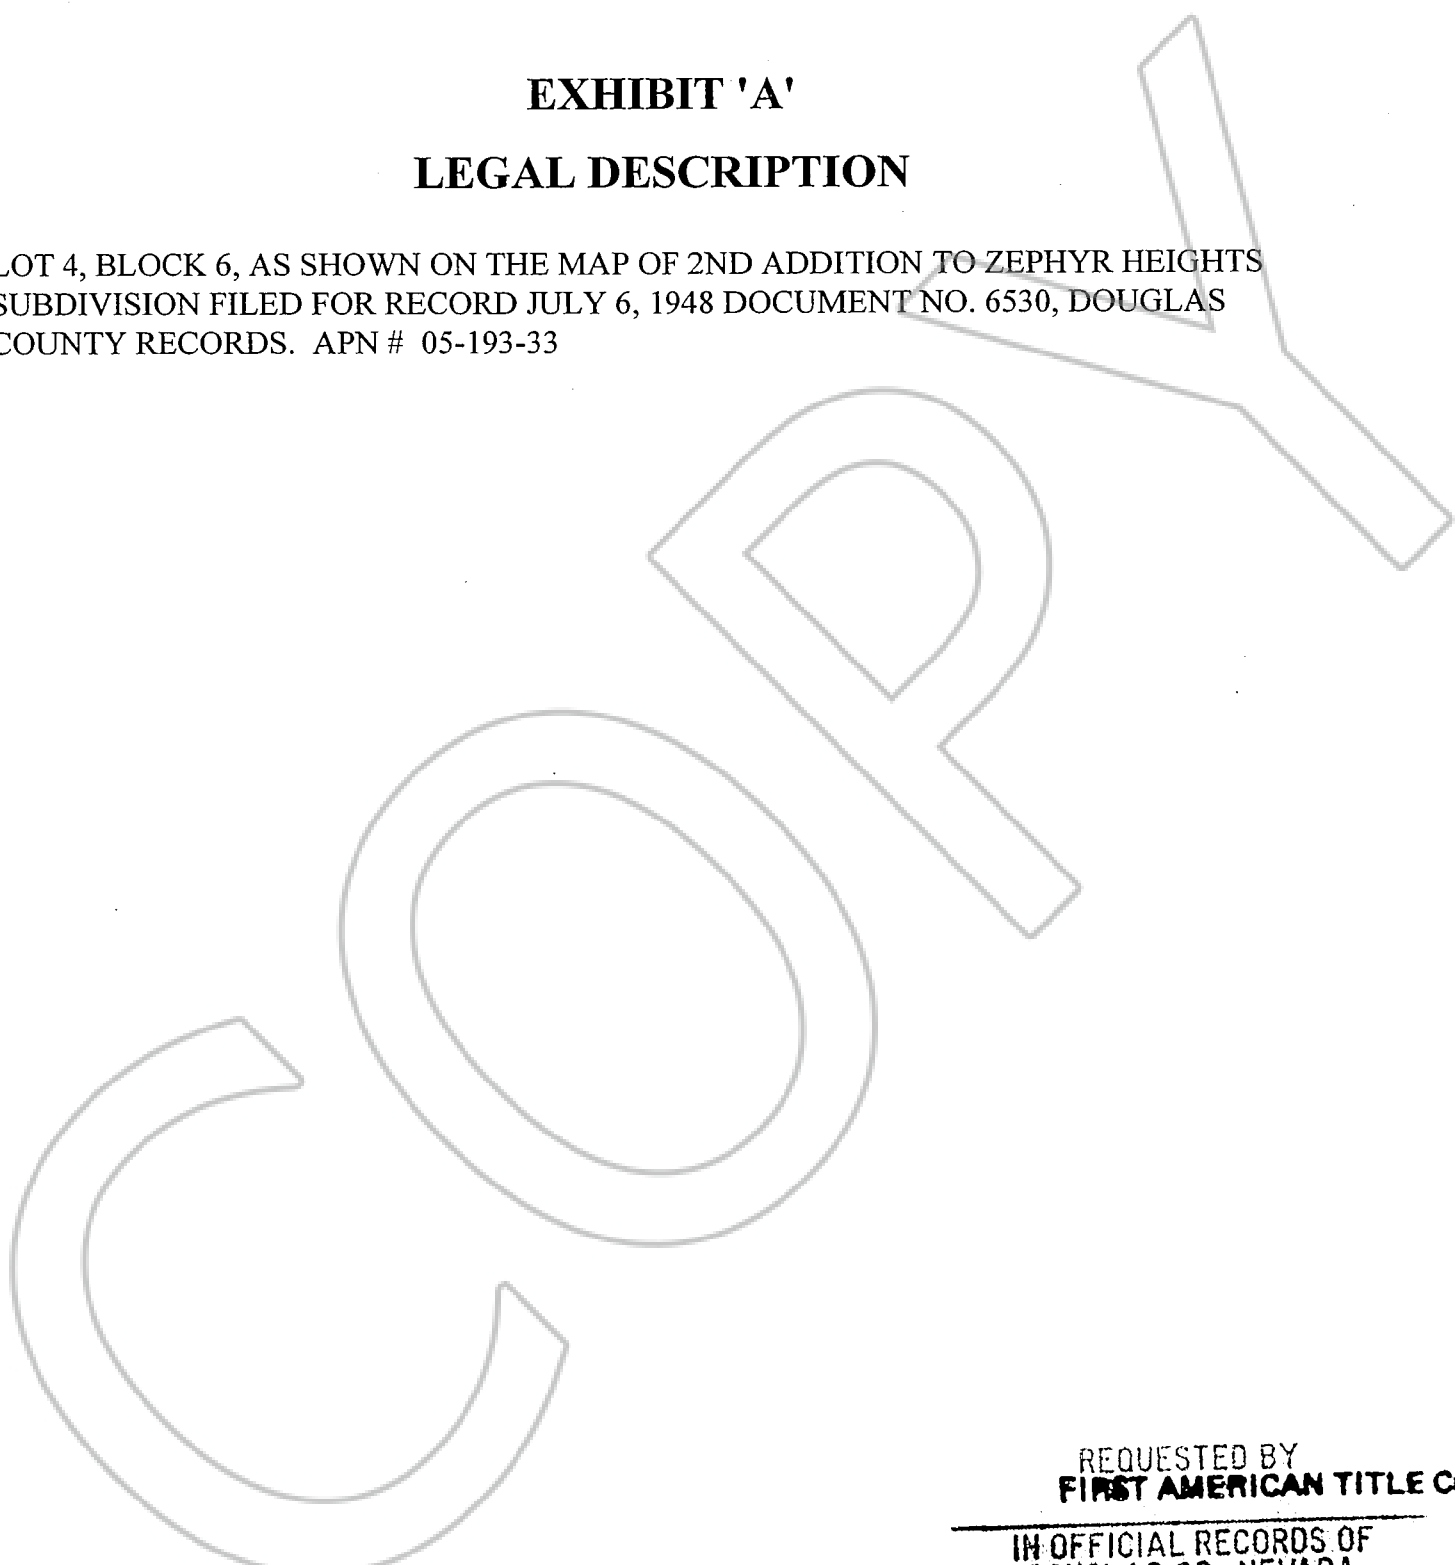 EXHIBIT 'A'
LEGAL DESCRIPTION
LOT 4, BLOCK 6, AS SHOWN ON THE MAP OF 2ND ADDITION TO ZEPHYR HEIGHTS
SUBDIVISION FILED FOR RECORD JULY 6, 1948 DOCUMENT NO. 6530, DOUGLAS
COUNTY RECORDS. APN # 05-193-33
COPY
REQUESTED BY
FIRST AMERICAN TITLE
IN OFFICIAL RECORDS OF
NEVADA